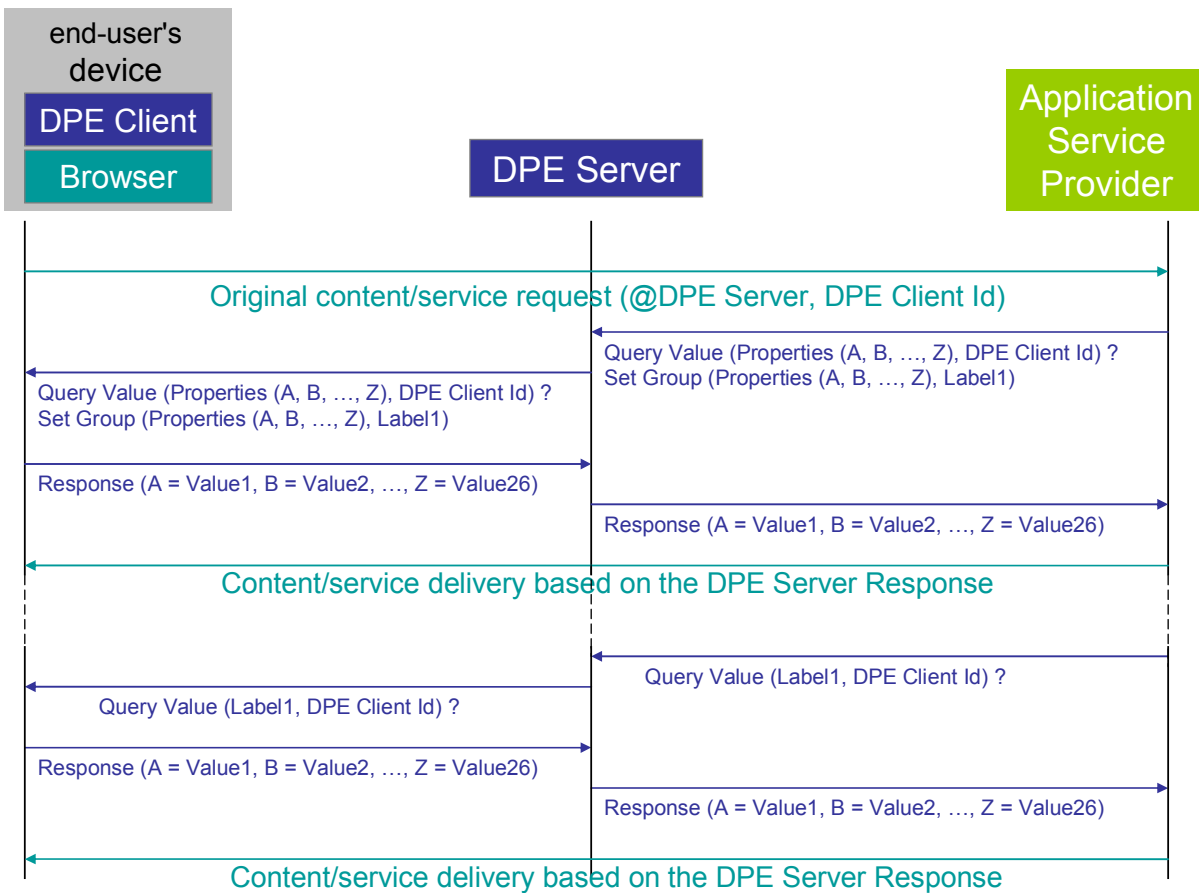 end-user's
device
DPE Client
Browser
DPE Server
Application
Service
Provider
Original content/service request (@DPE Server, DPE Client Id)
Query Value (Properties (A, B, …, Z), DPE Client Id) ?
Set Group (Properties (A, B, …, Z), Label1)
Query Value (Properties (A, B, …, Z), DPE Client Id) ?
Set Group (Properties (A, B, …, Z), Label1)
Response (A = Value1, B = Value2, …, Z = Value26)
Response (A = Value1, B = Value2, …, Z = Value26)
Content/service delivery based on the DPE Server Response
Query Value (Label1, DPE Client Id) ?
Query Value (Label1, DPE Client Id) ?
Response (A = Value1, B = Value2, …, Z = Value26)
Response (A = Value1, B = Value2, …, Z = Value26)
Content/service delivery based on the DPE Server Response